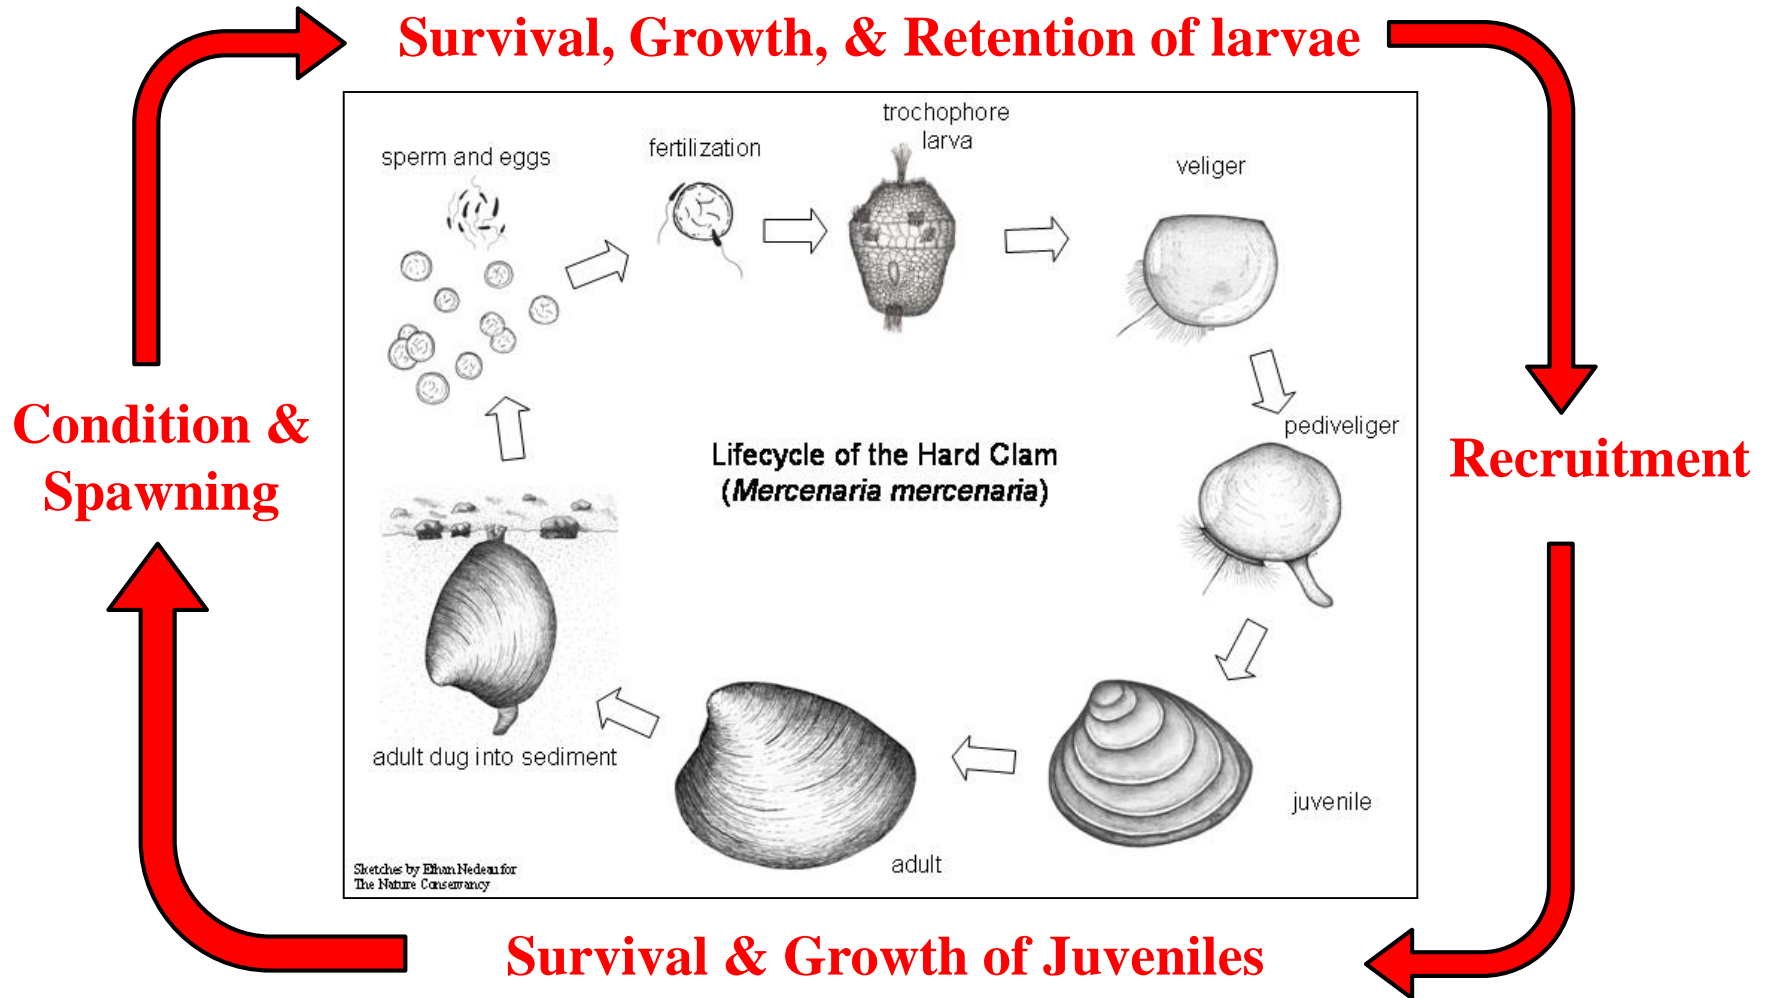 Survival, Growth, & Retention of larvae
trochophore
larva
sperm and eggs
fertilization
veliger
Condition &
Spawning
pediveliger
Lifecycle of the Hard Clam
(Mercenaria mercenaria)
Recruitment
adult dug into sediment
juvenile
adult
Sketches by Ethan Nedeau for
The Nature Conservancy
Survival & Growth of Juveniles